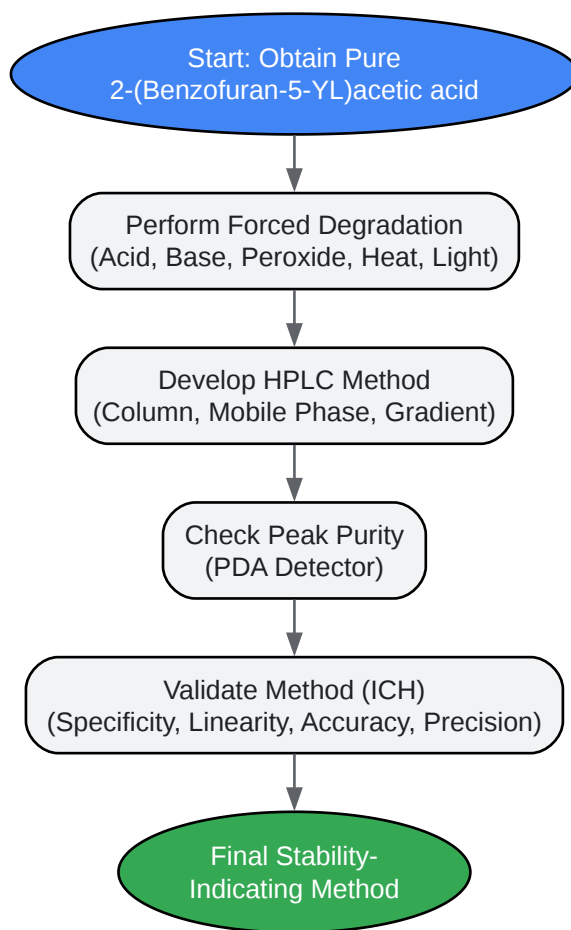 Start: Obtain Pure
2-(Benzofuran-5-YL)acetic acid
Perform Forced Degradation
(Acid, Base, Peroxide, Heat, Light)
Develop HPLC Method
(Column, Mobile Phase, Gradient)
Check Peak Purity
(PDA Detector)
Validate Method (ICH)
(Specificity, Linearity, Accuracy, Precision)
Final Stability-
Indicating Method